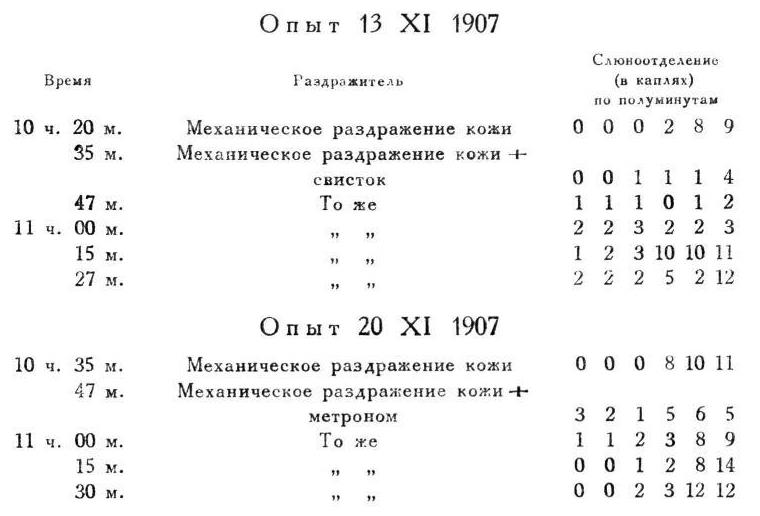 Опыт 13 XI 1907
Время Раздражитель Слюноотделение
(в каплях)
по полуминутам
10 ч. 20 м. Механическое раздражение кожи 0 0 0 2 8 9
35 м. Механическое раздражение кожи +
свисток 0 0 1 1 1 4
47 м. То же 1 1 1 0 1 2
11 ч. 00 м. „ „ 2 2 3 2 2 3
15 м. „ „ 1 2 3 10 10 11
27 м. „ „ 2 2 2 5 2 12
Опыт 20 XI 1907
10 ч. 35 м. Механическое раздражение кожи 0 0 0 8 10 11
47 м. Механическое раздражение кожи +
метроном 3 2 1 5 6 5
11 ч. 00 м. То же 1 1 2 3 8 9
15 м. „ „ 0 0 1 2 8 14
30 м. „ „ 0 0 2 3 12 12